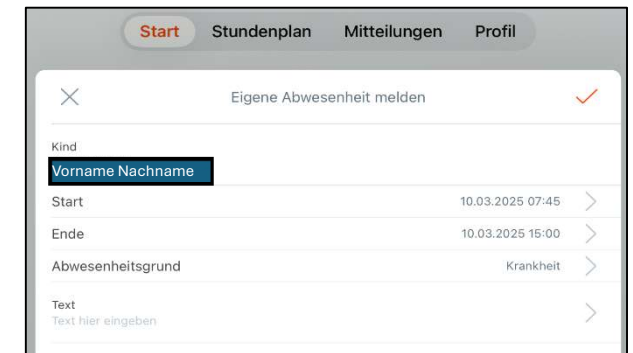 Start Stundenplan Mitteilungen Profil
Eigene Abwesenheit melden
Kind
Vorname Nachname
Start 10.03.2025 07:45
Ende 10.03.2025 15:00
Abwesenheitsgrund Krankheit
Text
Text hier eingeben